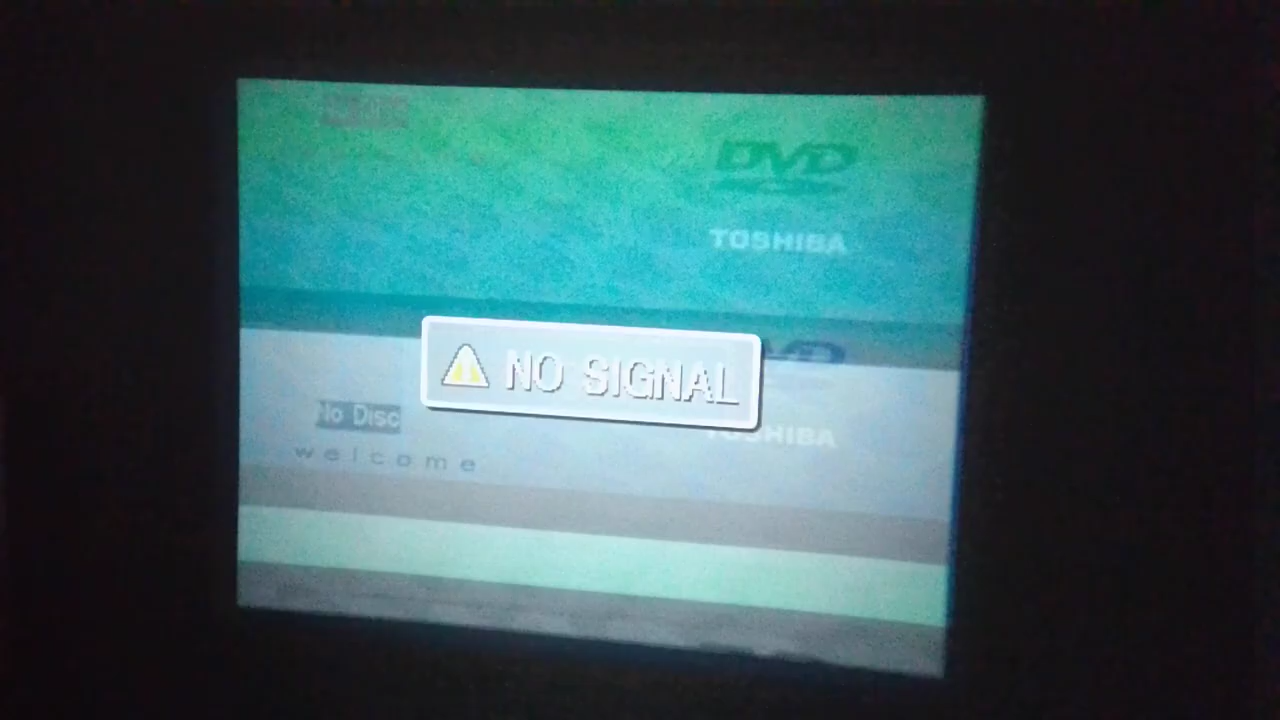 DVD
TOSHIBA
NO SIGNAL
No Disc
TOSHIBA
welcome